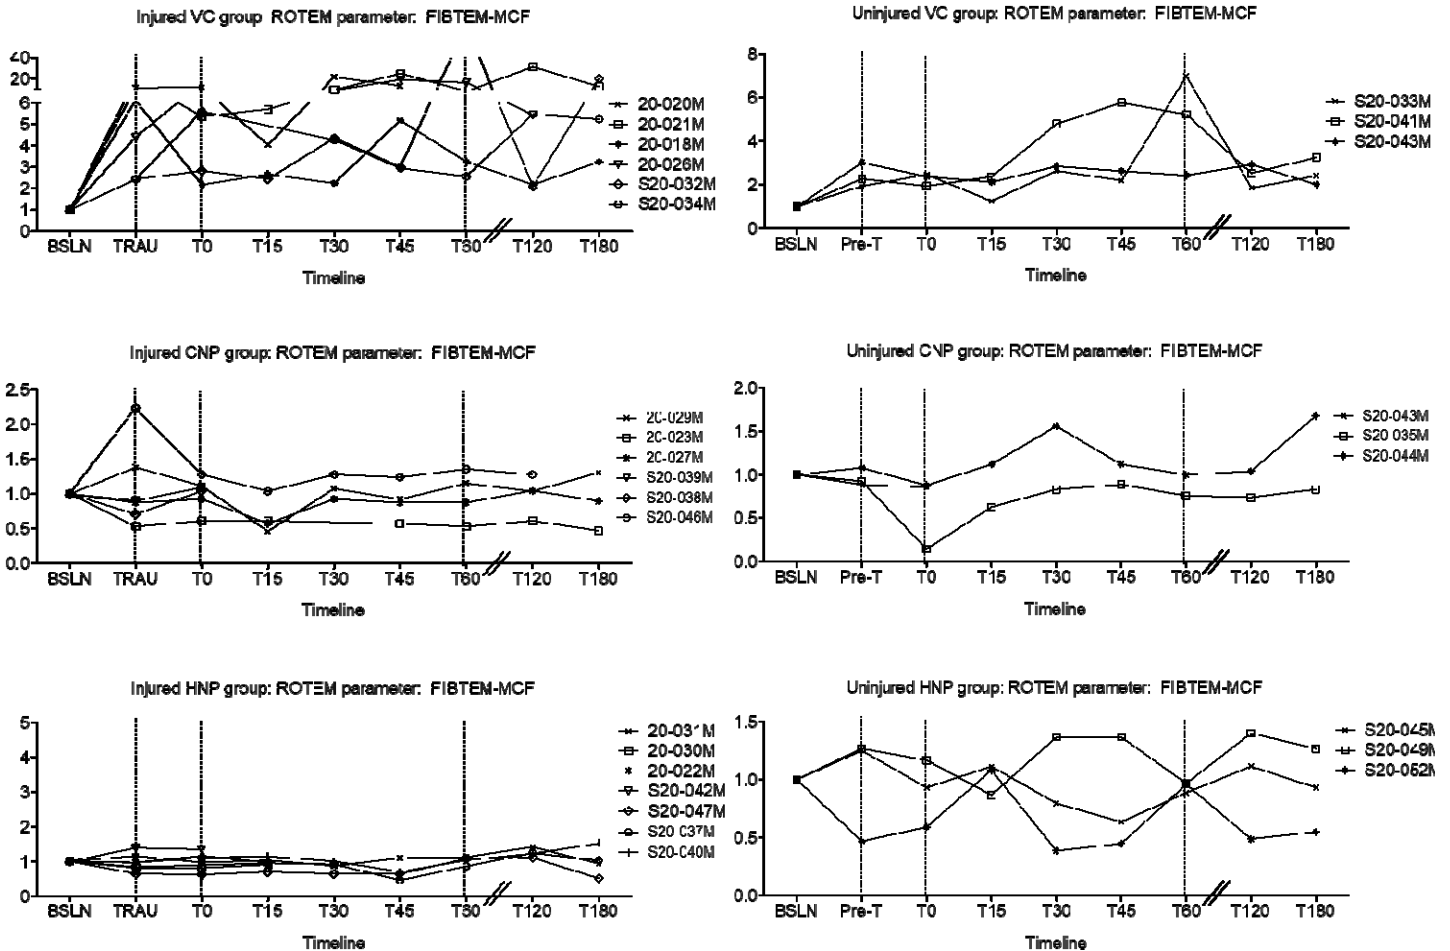 Injured VC group ROTEM parameter: FIBTEM-MCF
40
20
6
5
4
3
2
1
0
BSLN TRAU T0 T15 T30 T45 T60 T120 T180
Timeline
20-020M
20-021M
20-018M
20-026M
S20-032M
S20-034M
Uninjured VC group: ROTEM parameter: FIBTEM-MCF
8
6
4
2
0
BSLN Pre-T T0 T15 T30 T45 T60 T120 T180
Timeline
S20-033M
S20-041M
S20-043M
Injured CNP group: ROTEM parameter: FIBTEM-MCF
2.5
2.0
1.5
1.0
0.5
0.0
BSLN TRAU T0 T15 T30 T45 T60 T120 T180
Timeline
20-029M
20-023M
20-027M
S20-039M
S20-038M
S20-046M
Uninjured CNP group: ROTEM parameter: FIBTEM-MCF
2.0
1.5
1.0
0.5
0.0
BSLN Pre-T T0 T15 T30 T45 T60 T120 T180
Timeline
S20-043M
S20-035M
S20-044M
Injured HNP group: ROTEM parameter: FIBTEM-MCF
5
4
3
2
1
0
BSLN TRAU T0 T15 T30 T45 T60 T120 T180
Timeline
20-031M
20-030M
20-022M
S20-042M
S20-047M
S20-037M
S20-040M
Uninjured HNP group: ROTEM parameter: FIBTEM-MCF
1.5
1.0
0.5
0.0
BSLN Pre-T T0 T15 T30 T45 T60 T120 T180
Timeline
S20-045M
S20-049M
S20-052M